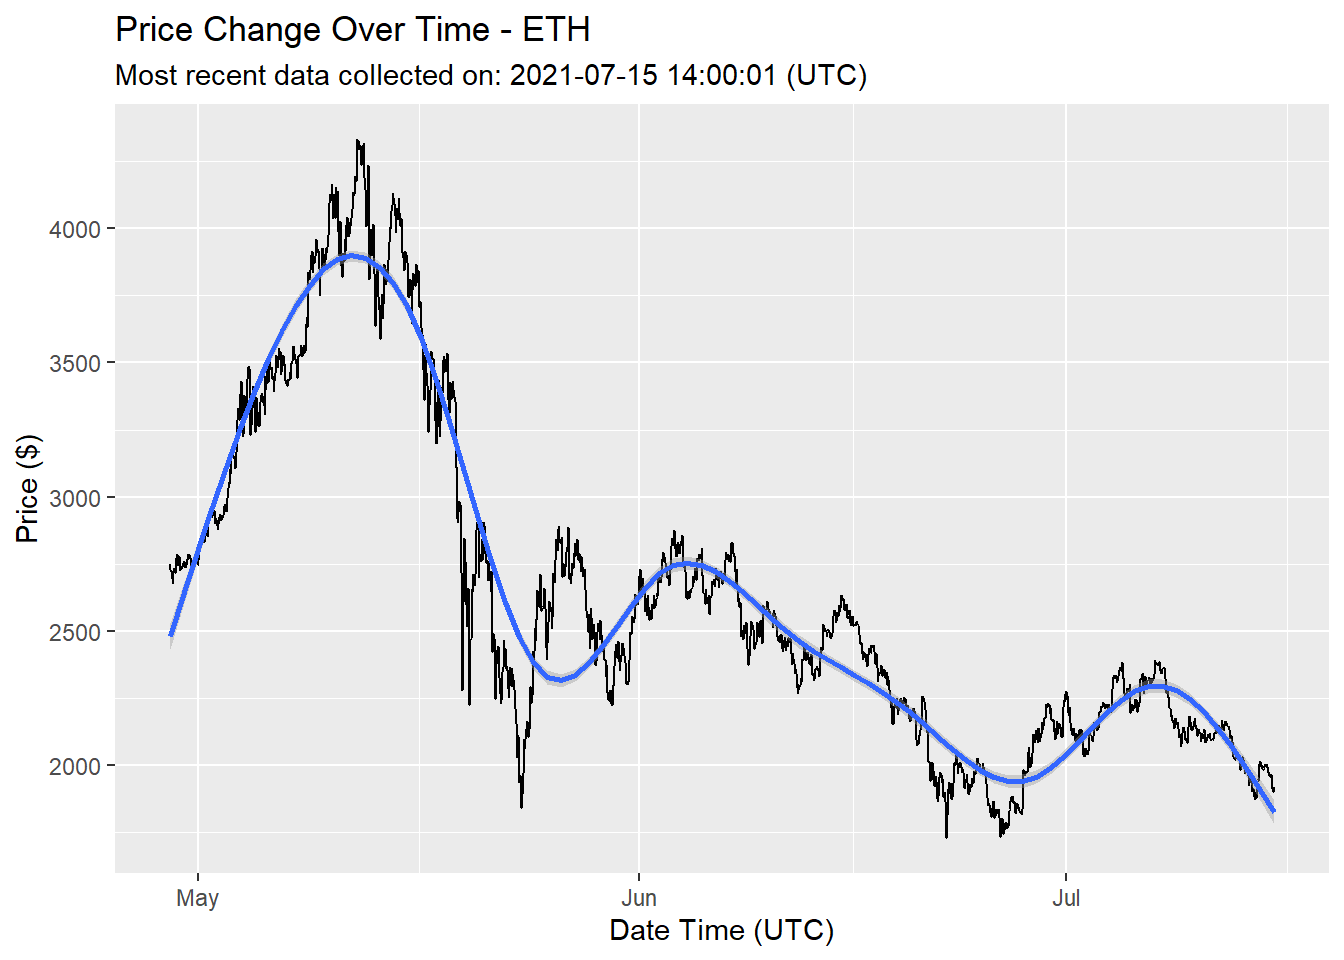 Price Change Over Time - ETH
Most recent data collected on: 2021-07-15 14:00:01 (UTC)
Price ($)
4000
3500
3000
2500
2000
May
Jun
Jul
Date Time (UTC)